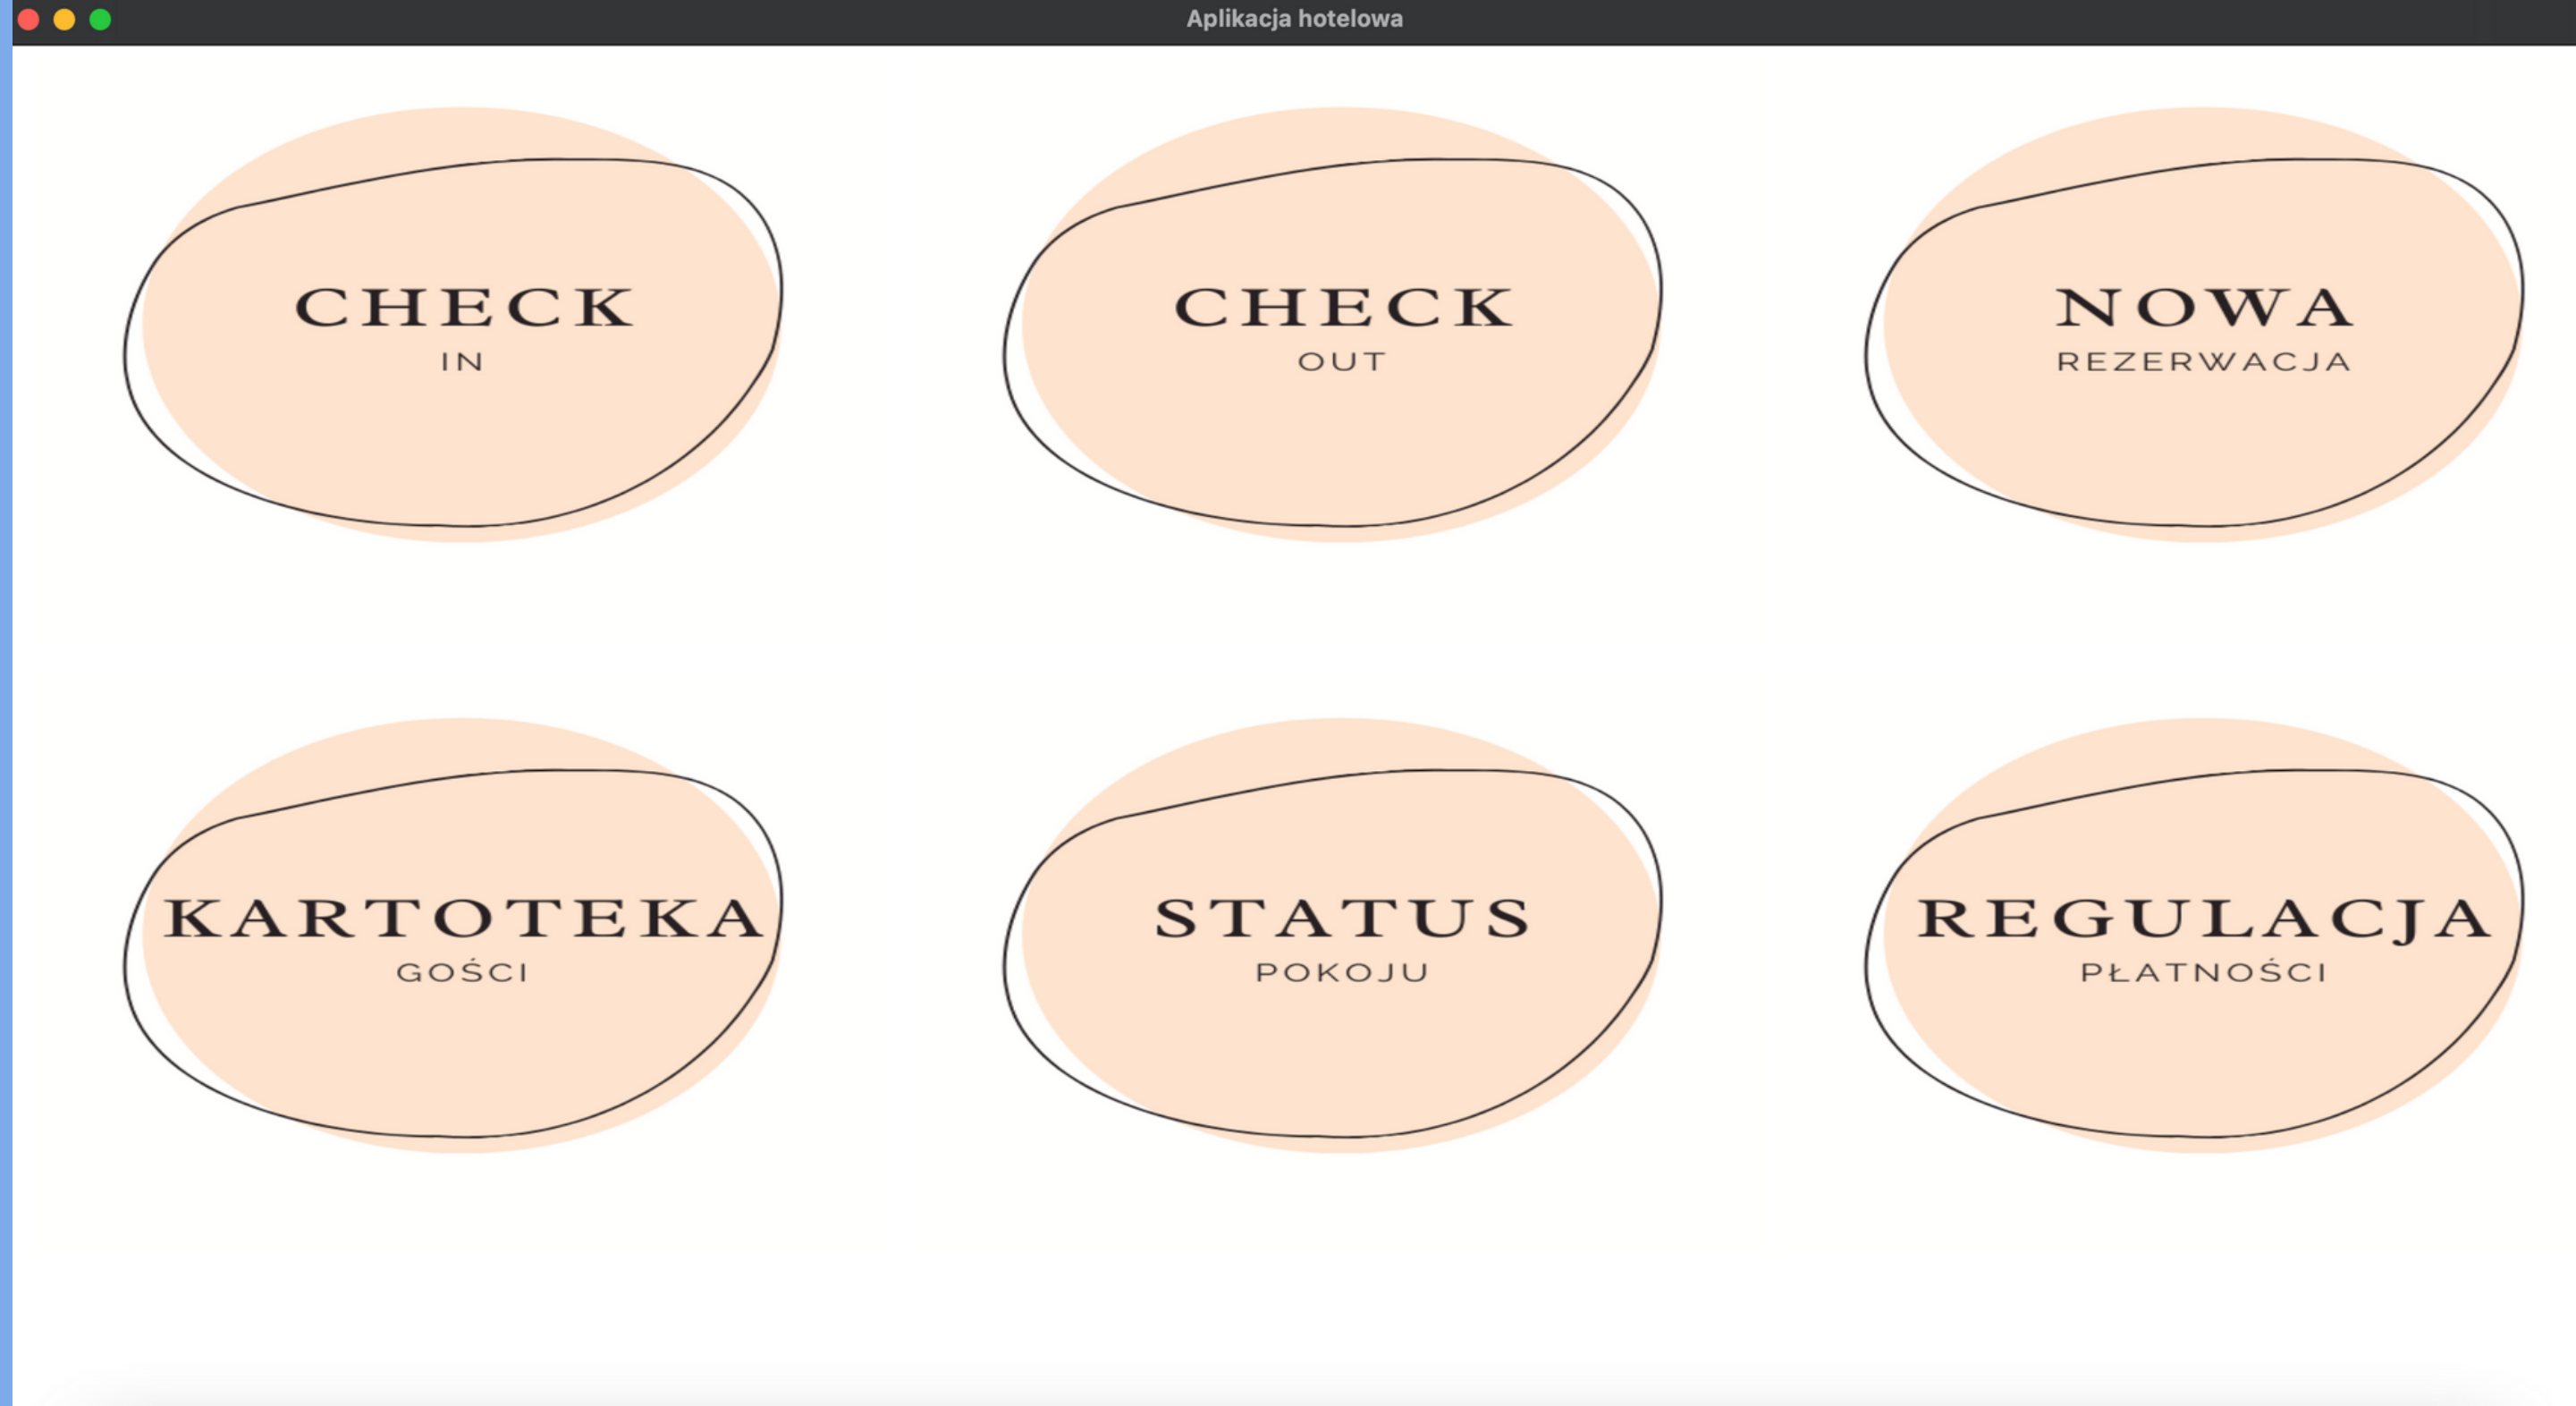 Aplikacja hotelowa
CHECK
IN
CHECK
OUT
NOWA
REZERWACJA
KARTOTEKA
GOŚCI
STATUS
POKOJU
REGULACJA
PŁATNOŚCI